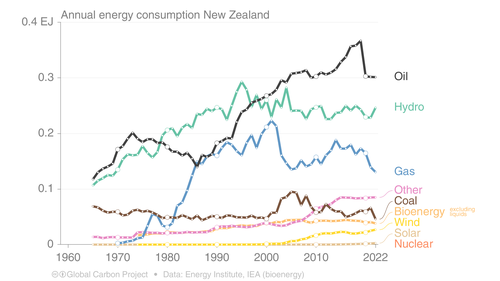 Annual energy consumption New Zealand
0.4 EJ
0.3
0.2
0.1
0
1960 1970 1980 1990 2000 2010 2022
Oil
Hydro
Gas
Other
Coal
Bioenergy excluding liquids
Wind
Solar
Nuclear
Global Carbon Project • Data: Energy Institute, IEA (bioenergy)